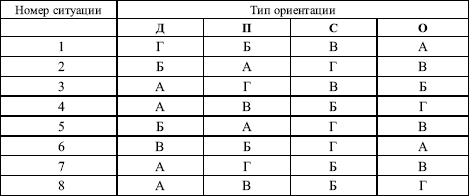 Номер ситуации Тип ориентации
Д П С О
1 Г Б В А
2 Б А Г В
3 А Г В Б
4 А В Б Г
5 Б А Г В
6 В Б Г А
7 А Г Б В
8 А В Б Г